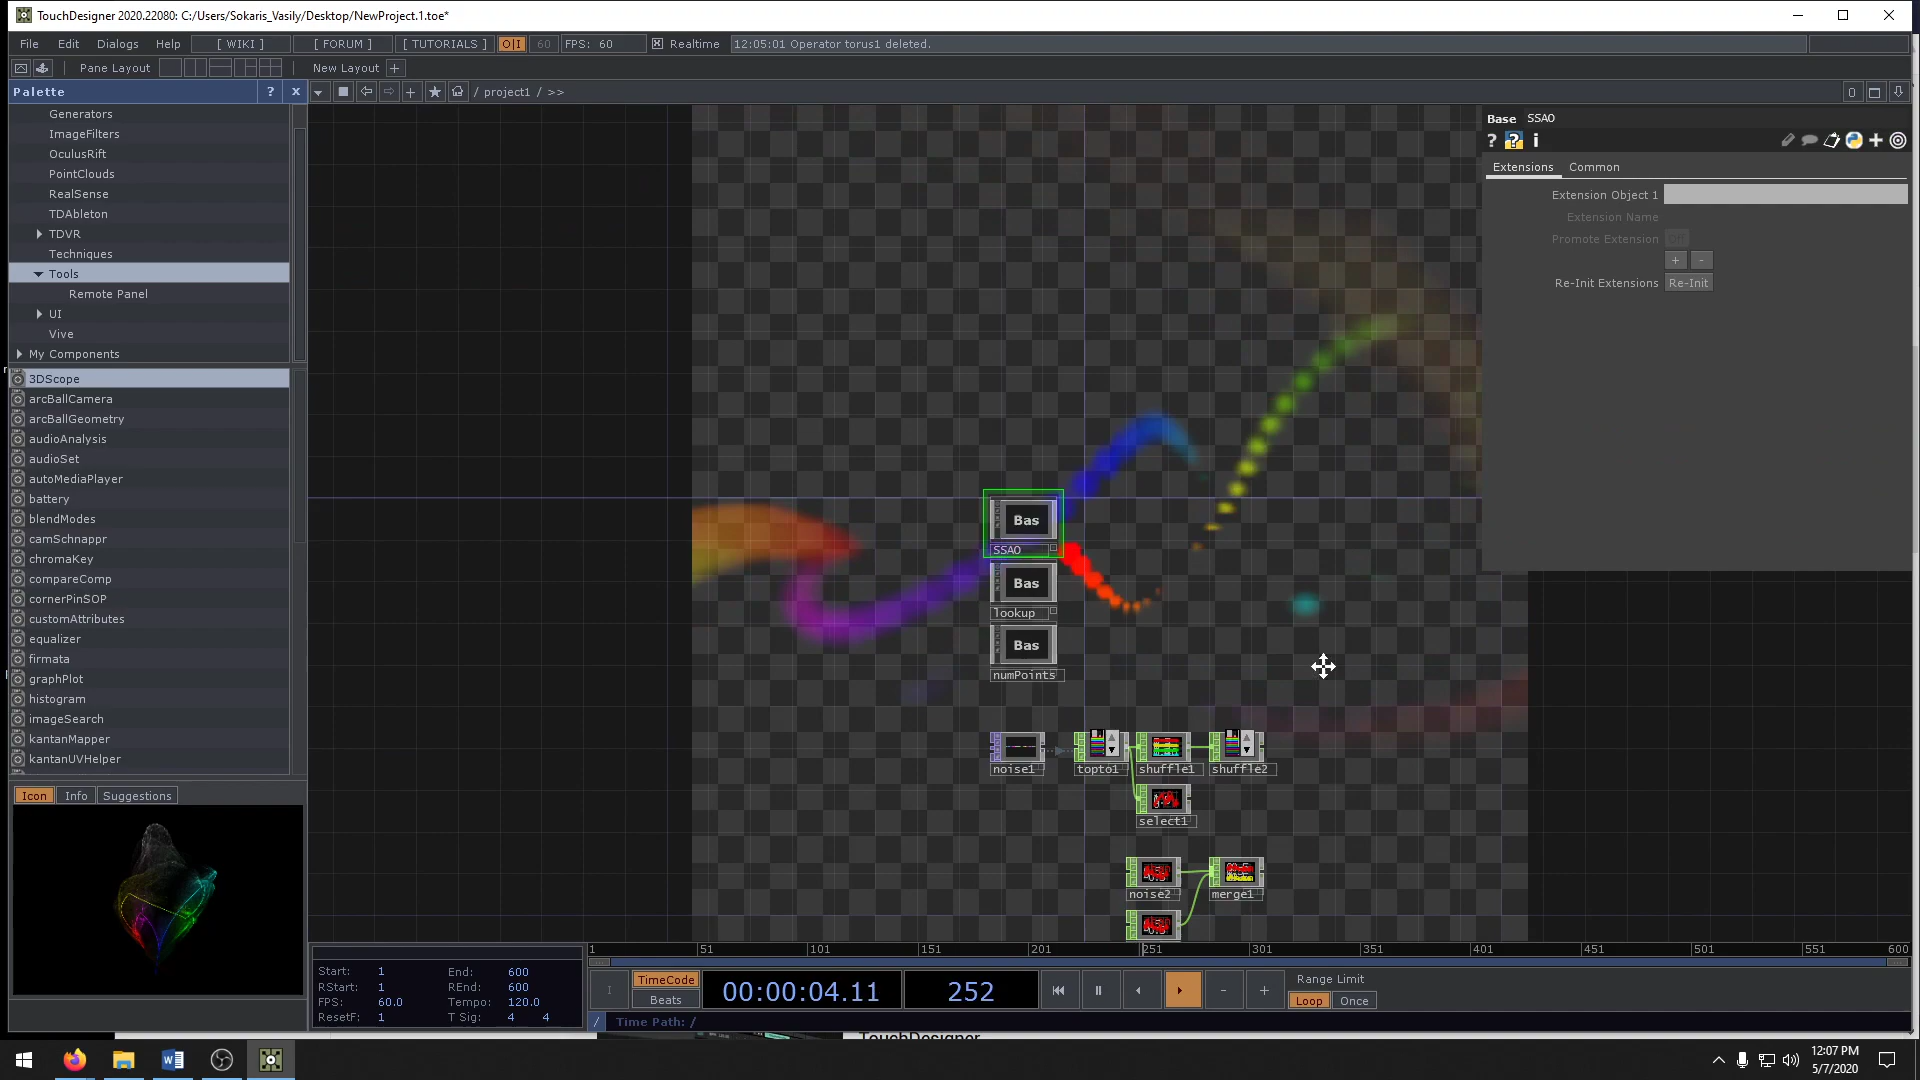 TouchDesigner 2020.22080: C:/Users/Sokaris_Vasily/Desktop/NewProject.1.toe*
File Edit Dialogs Help [ WIKI ] [ FORUM ] [ TUTORIALS ] O|I 60 FPS: 60 Realtime 12:05:01 Operator torus1 deleted.
Pane Layout New Layout +
Palette ? x / project1 / >> 0
Generators
ImageFilters
OculusRift
PointClouds
RealSense
TDAbleton
TDVR
Techniques
Tools
Remote Panel
UI
Vive
My Components
3DScope
arcBallCamera
arcBallGeometry
audioAnalysis
audioSet
autoMediaPlayer
battery
blendModes
camSchnappr
chromaKey
compareComp
cornerPinSOP
customAttributes
equalizer
firmata
graphPlot
histogram
imageSearch
kantanMapper
kantanUVHelper
Icon Info Suggestions
Base SSAO
? ? i
Extensions Common
Extension Object 1
Extension Name
Promote Extension Off
+ -
Re-Init Extensions Re-Init
Bas
SSAO
Bas
lookup
Bas
numPoints
noise1 topto1 shuffle1 shuffle2
select1
noise2 merge1
1 51 101 151 201 251 301 351 401 451 501 551 600
Start: 1 End: 600
RStart: 1 REnd: 600
FPS: 60.0 Tempo: 120.0
ResetF: 1 T Sig: 4 4
TimeCode
Beats
00:00:04.11 252
Range Limit
Loop Once
/ Time Path: /
TouchDesigner
12:07 PM
5/7/2020